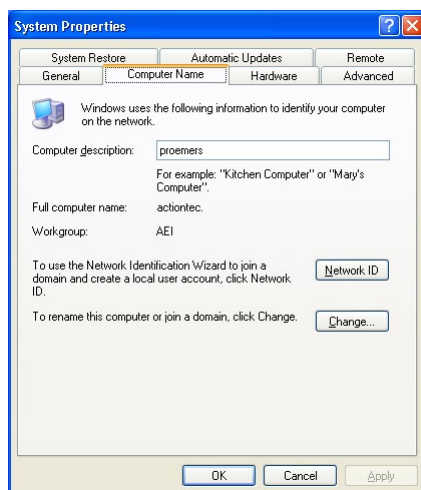 System Properties
System Restore Automatic Updates Remote
General Computer Name Hardware Advanced
Windows uses the following information to identify your computer
on the network.
Computer description: proemers
For example: "Kitchen Computer" or "Mary's
Computer".
Full computer name: actiontec.
Workgroup: AEI
To use the Network Identification Wizard to join a
domain and create a local user account, click Network
ID.
Network ID
To rename this computer or join a domain, click Change.
Change...
OK Cancel Apply